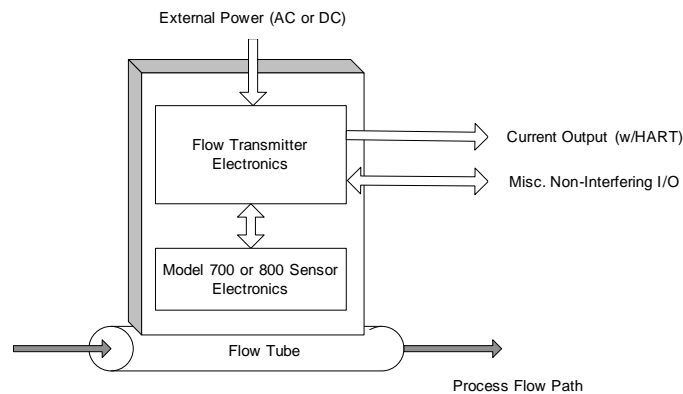 External Power (AC or DC)
Flow Transmitter
Electronics
Current Output (w/HART)
Misc. Non-Interfering I/O
Model 700 or 800 Sensor
Electronics
Flow Tube
Process Flow Path